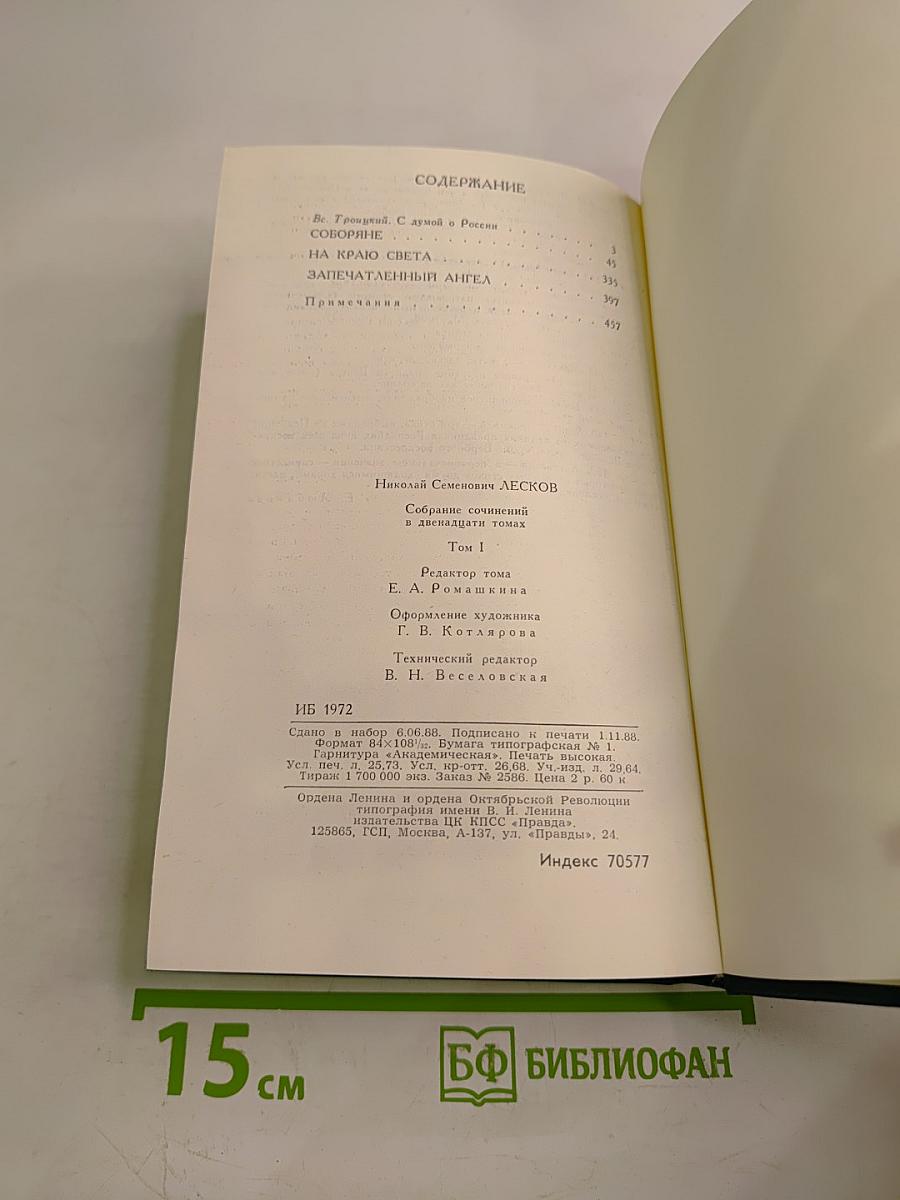 СОДЕРЖАНИЕ
Вс. Троицкий. С думой о России . . . . . . 3
СОБОРЯНЕ . . . . . . . . . . . 45
НА КРАЮ СВЕТА . . . . . . . . . 335
ЗАПЕЧАТЛЕННЫЙ АНГЕЛ . . . . . . 397
Примечания . . . . . . . . . . . 457
Николай Семенович ЛЕСКОВ
Собрание сочинений
в двенадцати томах
Том I
Редактор тома
Е. А. Ромашкина
Оформление художника
Г. В. Котлярова
Технический редактор
В. Н. Веселовская
ИБ 1972
Сдано в набор 6.06.88. Подписано к печати 1.11.88.
Формат 84×108¹/₃₂. Бумага типографская № 1.
Гарнитура «Академическая». Печать высокая.
Усл. печ. л. 25,73. Усл. кр-отт. 26,68. Уч.-изд. л. 29,64.
Тираж 1 700 000 экз. Заказ № 2586. Цена 2 р. 60 к.
Ордена Ленина и ордена Октябрьской Революции
типография имени В. И. Ленина
издательства ЦК КПСС «Правда».
125865, ГСП, Москва, А-137, ул. «Правды», 24.
Индекс 70577
15 см
БФ БИБЛИОФАН